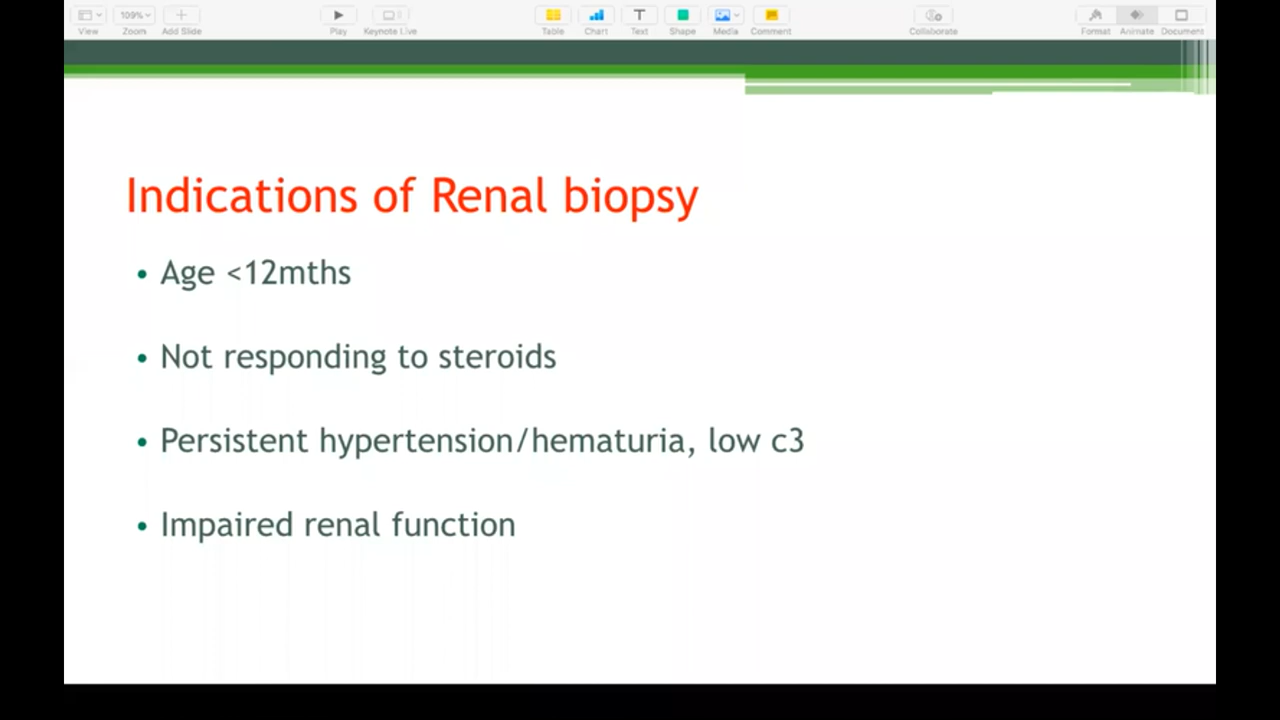 View
109%
Zoom
Add Slide
Play
Keynote Live
Table
Chart
Text
Shape
Media
Comment
Collaborate
Format
Animate
Document
Indications of Renal biopsy
• Age <12mths
• Not responding to steroids
• Persistent hypertension/hematuria, low c3
• Impaired renal function